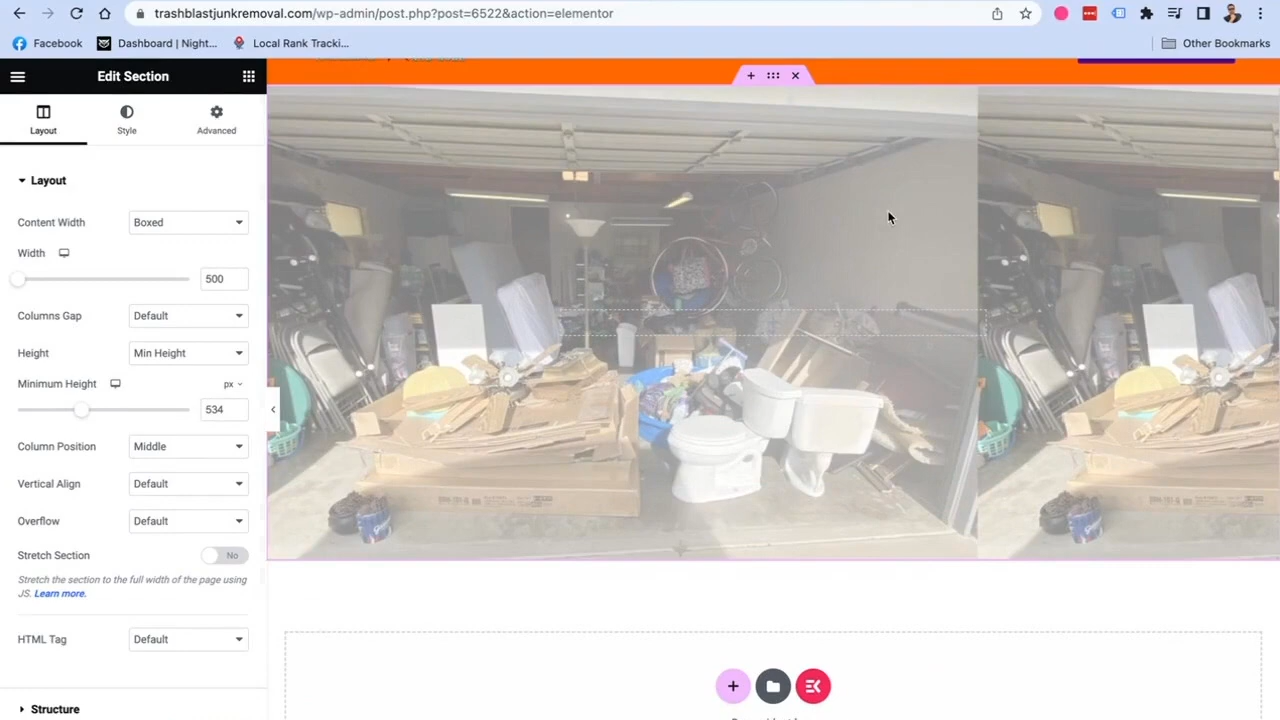 trashblastjunkremoval.com/wp-admin/post.php?post=6522&action=elementor
Facebook
Dashboard | Night...
Local Rank Tracki...
Other Bookmarks
Edit Section
Layout
Style
Advanced
Layout
Content Width
Boxed
Width
500
Columns Gap
Default
Height
Min Height
Minimum Height
px
534
Column Position
Middle
Vertical Align
Default
Overflow
Default
Stretch Section
No
Stretch the section to the full width of the page using
JS. Learn more.
HTML Tag
Default
Structure